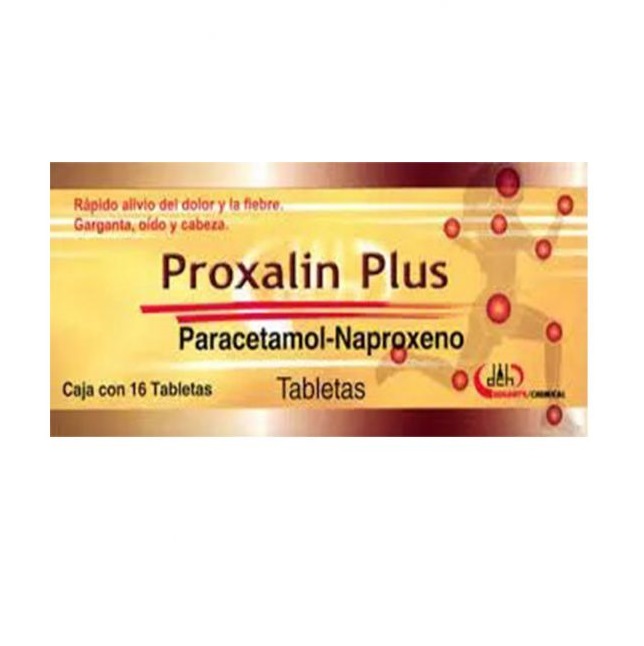 Rápido alivio del dolor y la fiebre.
Garganta, oído y cabeza.
Proxalin Plus
Paracetamol-Naproxeno
Caja con 16 Tabletas
Tabletas
dch